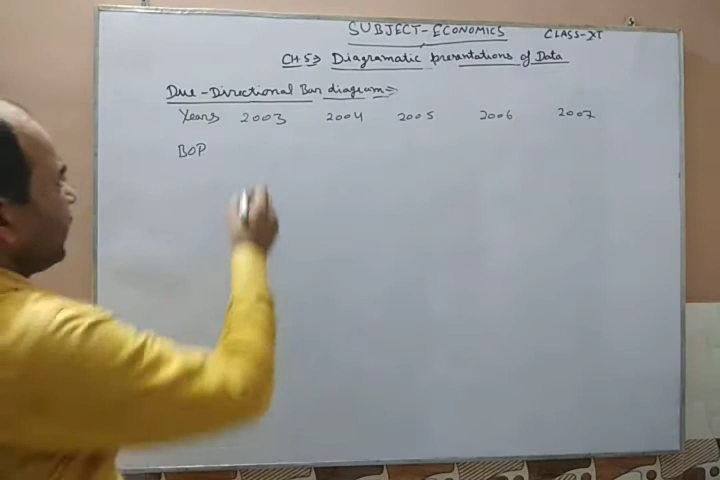 SUBJECT-ECONOMICS CLASS-XI
CH 5⇒ Diagramatic presentations of Data
Due-Directional Bar diagram⇒
Years 2003 2004 2005 2006 2007
BOP